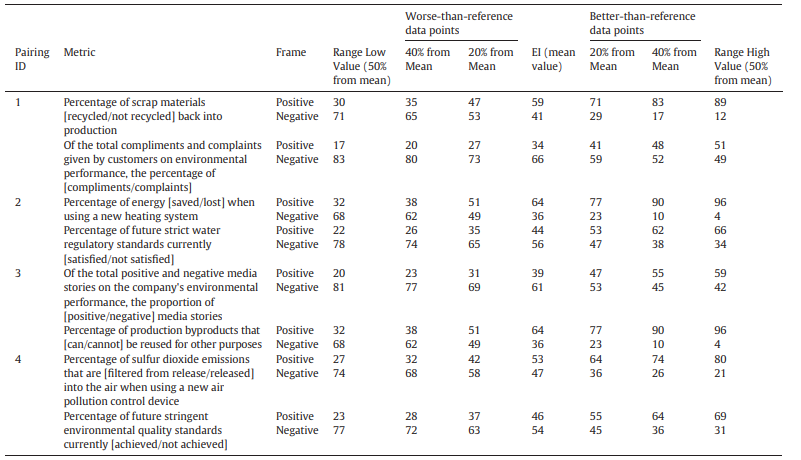 Worse-than-reference data points Better-than-reference data points
Pairing ID Metric Frame Range Low Value (50% from mean) 40% from Mean 20% from Mean EI (mean value) 20% from Mean 40% from Mean Range High Value (50% from mean)
1 Percentage of scrap materials Positive 30 35 47 59 71 83 89
[recycled/not recycled] back into Negative 71 65 53 41 29 17 12
production
Of the total compliments and complaints Positive 17 20 27 34 41 48 51
given by customers on environmental Negative 83 80 73 66 59 52 49
performance, the percentage of
[compliments/complaints]
2 Percentage of energy [saved/lost] when Positive 32 38 51 64 77 90 96
using a new heating system Negative 68 62 49 36 23 10 4
Percentage of future strict water Positive 22 26 35 44 53 62 66
regulatory standards currently Negative 78 74 65 56 47 38 34
[satisfied/not satisfied]
3 Of the total positive and negative media Positive 20 23 31 39 47 55 59
stories on the company's environmental Negative 81 77 69 61 53 45 42
performance, the proportion of
[positive/negative] media stories
Percentage of production byproducts that Positive 32 38 51 64 77 90 96
[can/cannot] be reused for other purposes Negative 68 62 49 36 23 10 4
4 Percentage of sulfur dioxide emissions Positive 27 32 42 53 64 74 80
that are [filtered from release/released] Negative 74 68 58 47 36 26 21
into the air when using a new air
pollution control device
Percentage of future stringent Positive 23 28 37 46 55 64 69
environmental quality standards Negative 77 72 63 54 45 36 31
currently [achieved/not achieved]